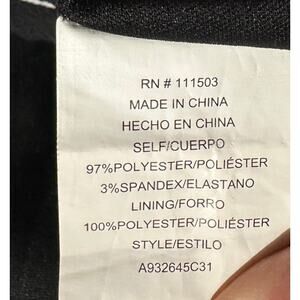 RN # 111503
MADE IN CHINA
HECHO EN CHINA
SELF/CUERPO
97%POLYESTER/POLIÉSTER
3%SPANDEX/ELASTANO
LINING/FORRO
100%POLYESTER/POLIÉSTER
STYLE/ESTILO
A932645C31